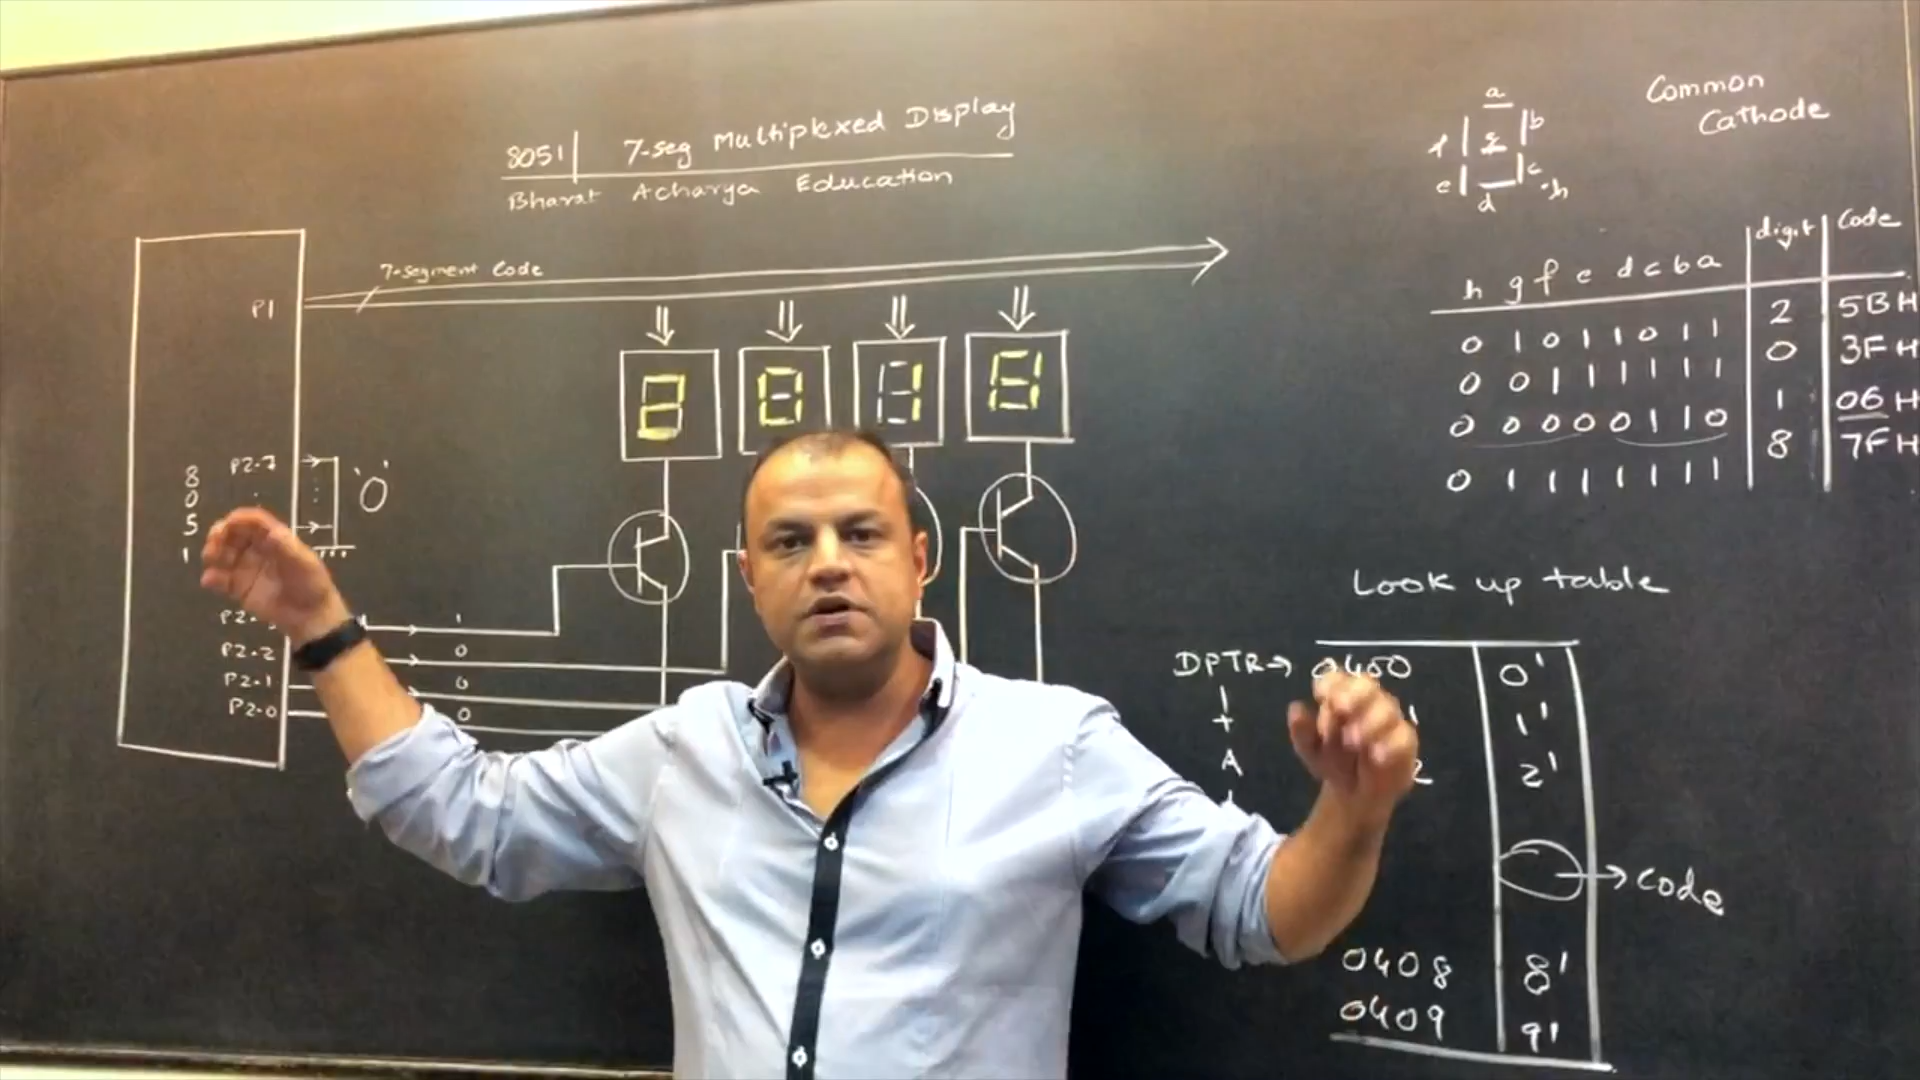 8051 | 7-seg Multiplexed Display
Bharat Acharya Education
7-segment Code
P1
P2-7
'0'
8
0
5
1
P2-2
P2-1
P2-0
1
0
0
0
Common
Cathode
a
f
b
g
e
c
d
.h
h g f e d c b a digit Code
0 1 0 1 1 0 1 1 2 5BH
0 0 1 1 1 1 1 1 0 3FH
0 0 0 0 0 1 1 0 1 06H
0 1 1 1 1 1 1 1 8 7FH
Look up table
DPTR→ 0400 0'
+ 1 1'
A 2 2'
→ Code
0408 8'
0409 9'